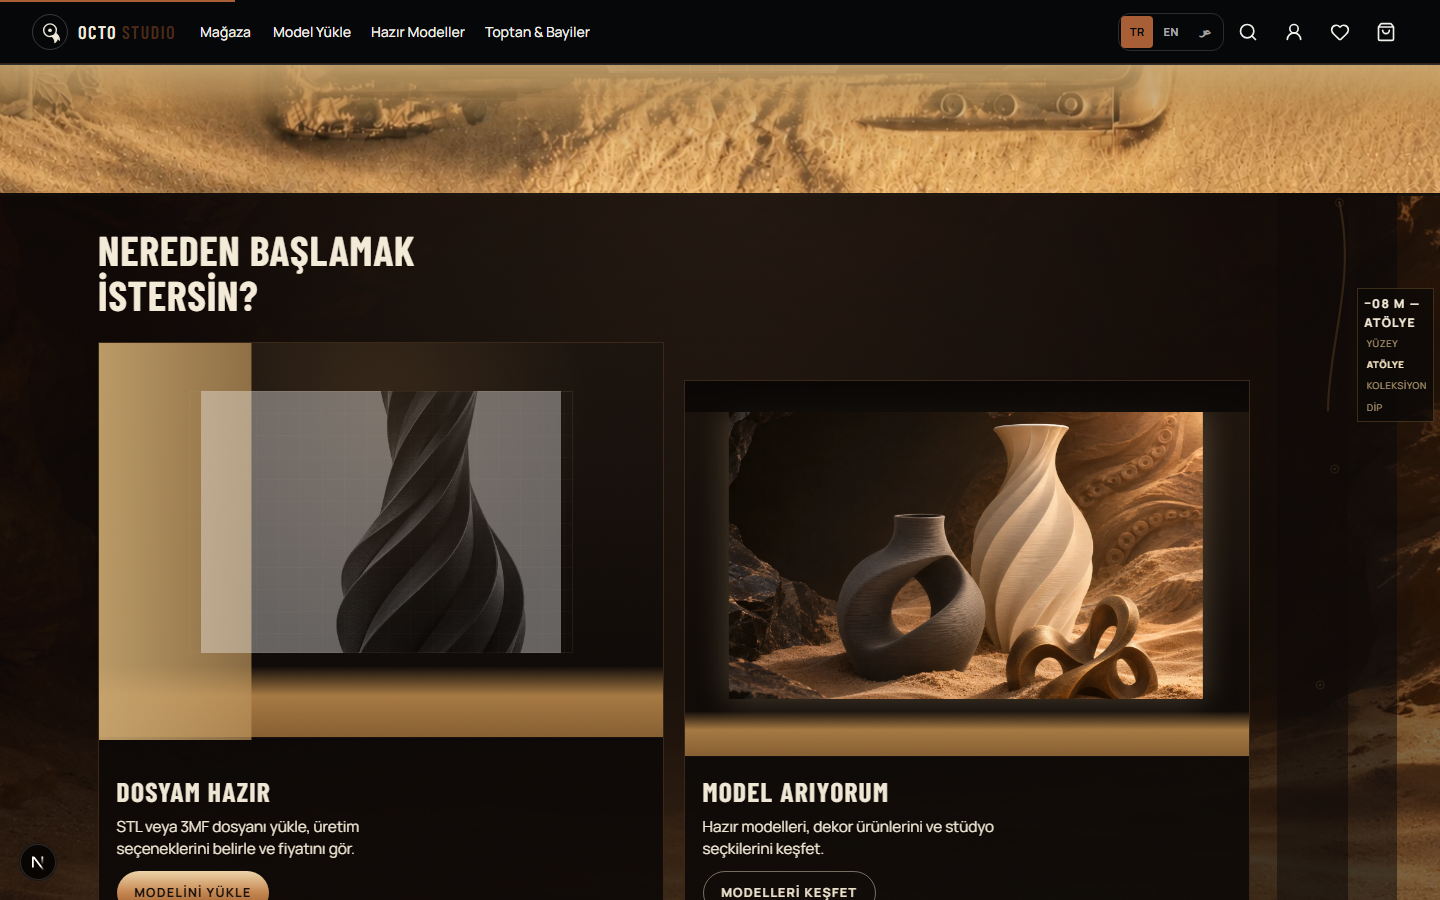 OCTO STUDIO
Mağaza
Model Yükle
Hazır Modeller
Toptan & Bayiler
TR
EN
NEREDEN BAŞLAMAK
İSTERSİN?
-08 M —
ATÖLYE
YÜZEY
ATÖLYE
KOLEKSİYON
DİP
DOSYAM HAZIR
STL veya 3MF dosyanı yükle, üretim
seçeneklerini belirle ve fiyatını gör.
MODELİNİ YÜKLE
MODEL ARIYORUM
Hazır modelleri, dekor ürünlerini ve stüdyo
seçkilerini keşfet.
MODELLERİ KEŞFET
N